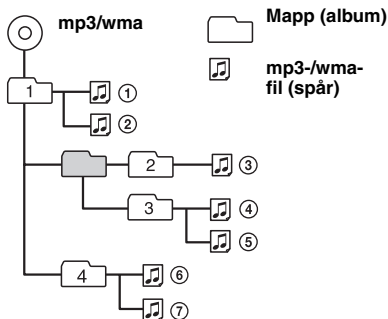 mp3/wma
Mapp (album)
mp3-/wma-
fil (spår)
1
①
②
2
③
3
④
⑤
4
⑥
⑦